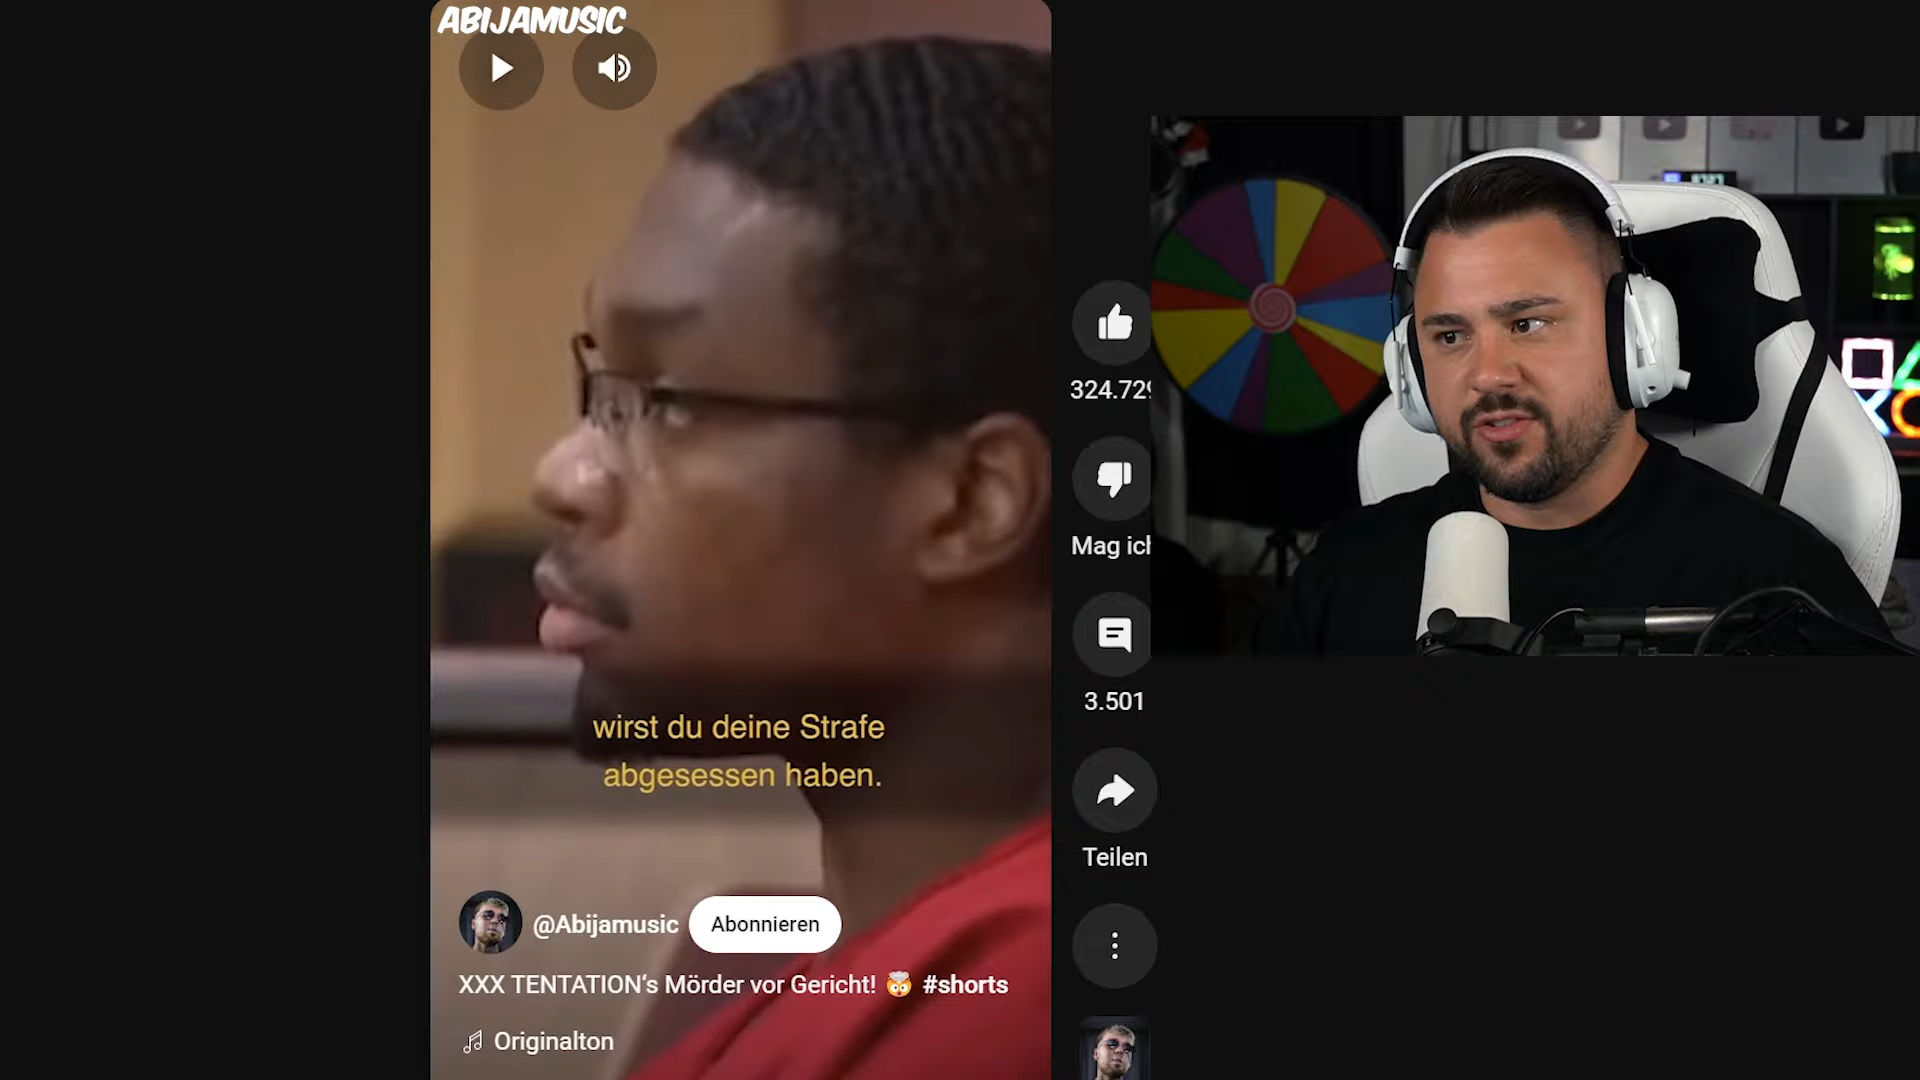 ABIJAMUSIC
324.729
Mag ich
3.501
Teilen
wirst du deine Strafe
abgesessen haben.
@Abijamusic
Abonnieren
XXX TENTATION‘s Mörder vor Gericht! 🤯 #shorts
Originalton